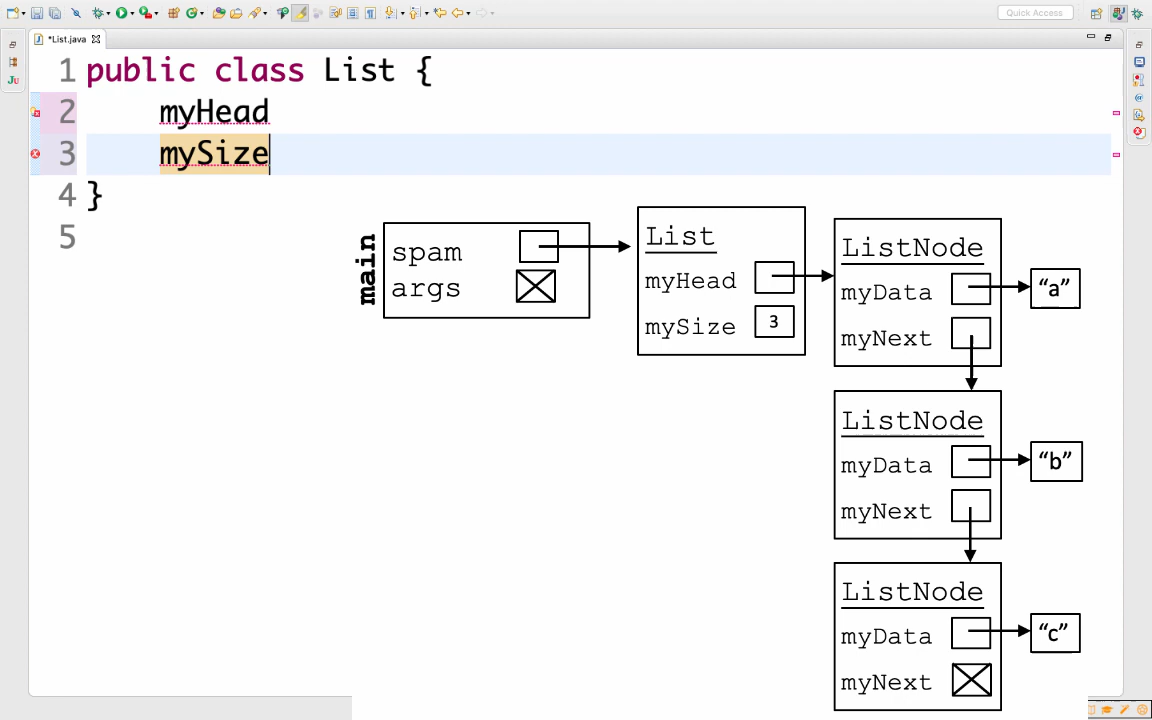 Quick Access
*List.java
1 public class List {
2 myHead
3 mySize
4 }
5
main
spam
args
List
myHead
mySize 3
ListNode
myData "a"
myNext
ListNode
myData "b"
myNext
ListNode
myData "c"
myNext
Ju